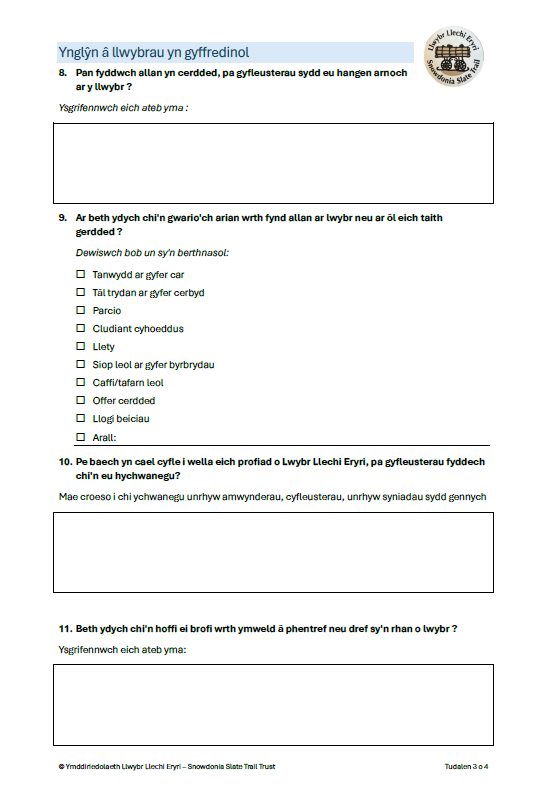 Llwybr Llechi Eryri
Snowdonia Slate Trail
Ynglŷn â llwybrau yn gyffredinol
8. Pan fyddwch allan yn cerdded, pa gyfleusterau sydd eu hangen arnoch
ar y llwybr ?
Ysgrifennwch eich ateb yma :
9. Ar beth ydych chi'n gwario'ch arian wrth fynd allan ar lwybr neu ar ôl eich taith
gerdded ?
Dewiswch bob un sy'n berthnasol:
☐ Tanwydd ar gyfer car
☐ Tâl trydan ar gyfer cerbyd
☐ Parcio
☐ Cludiant cyhoeddus
☐ Llety
☐ Siop leol ar gyfer byrbrydau
☐ Caffi/tafarn leol
☐ Offer cerdded
☐ Llogi beiciau
☐ Arall:
10. Pe baech yn cael cyfle i wella eich profiad o Lwybr Llechi Eryri, pa gyfleusterau fyddech
chi'n eu hychwanegu?
Mae croeso i chi ychwanegu unrhyw amwynderau, cyfleusterau, unrhyw syniadau sydd gennych
11. Beth ydych chi'n hoffi ei brofi wrth ymweld â phentref neu dref sy'n rhan o lwybr ?
Ysgrifennwch eich ateb yma:
© Ymddiriedolaeth Llwybr Llechi Eryri – Snowdonia Slate Trail Trust
Tudalen 3 o 4